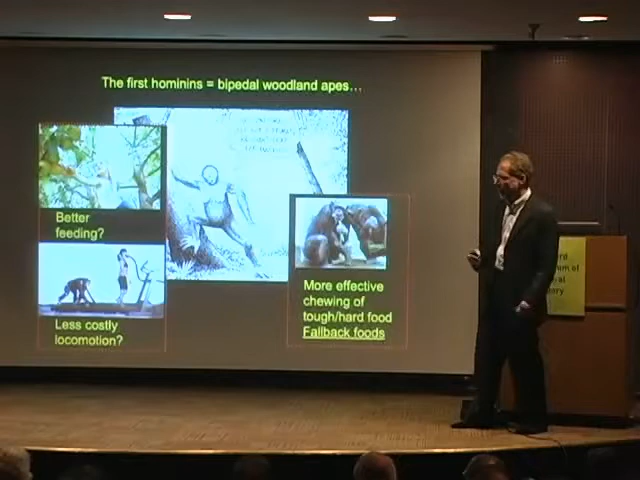 The first hominins = bipedal woodland apes…
Better
feeding?
Less costly
locomotion?
More effective
chewing of
tough/hard food
Fallback foods